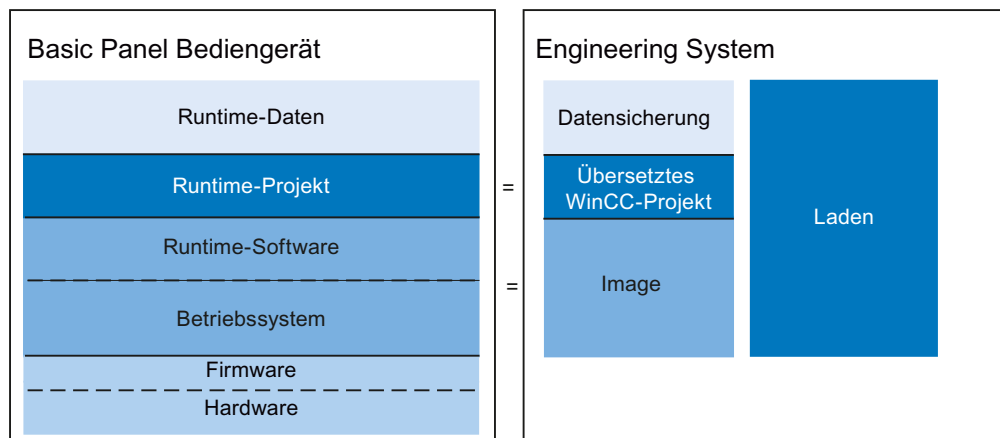 Basic Panel Bediengerät
Runtime-Daten
Runtime-Projekt
Runtime-Software
Betriebssystem
Firmware
Hardware
=
=
Engineering System
Datensicherung
Übersetztes
WinCC-Projekt
Image
Laden